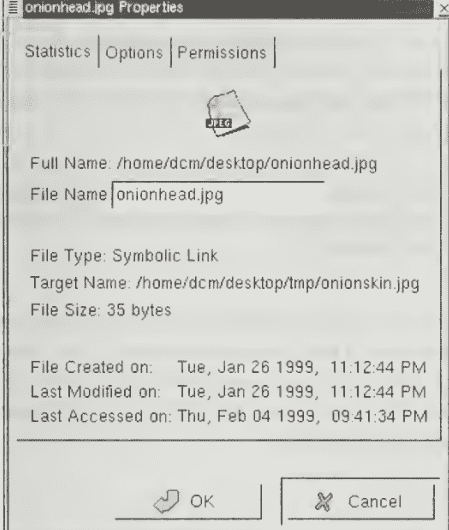 onionhead.jpg Properties
Statistics Options Permissions
JPEG
Full Name: /home/dcm/desktop/onionhead.jpg
File Name onionhead.jpg
File Type: Symbolic Link
Target Name: /home/dcm/desktop/tmp/onionskin.jpg
File Size: 35 bytes
File Created on: Tue, Jan 26 1999, 11:12:44 PM
Last Modified on: Tue, Jan 26 1999, 11:12:44 PM
Last Accessed on: Thu, Feb 04 1999, 09:41:34 PM
OK Cancel